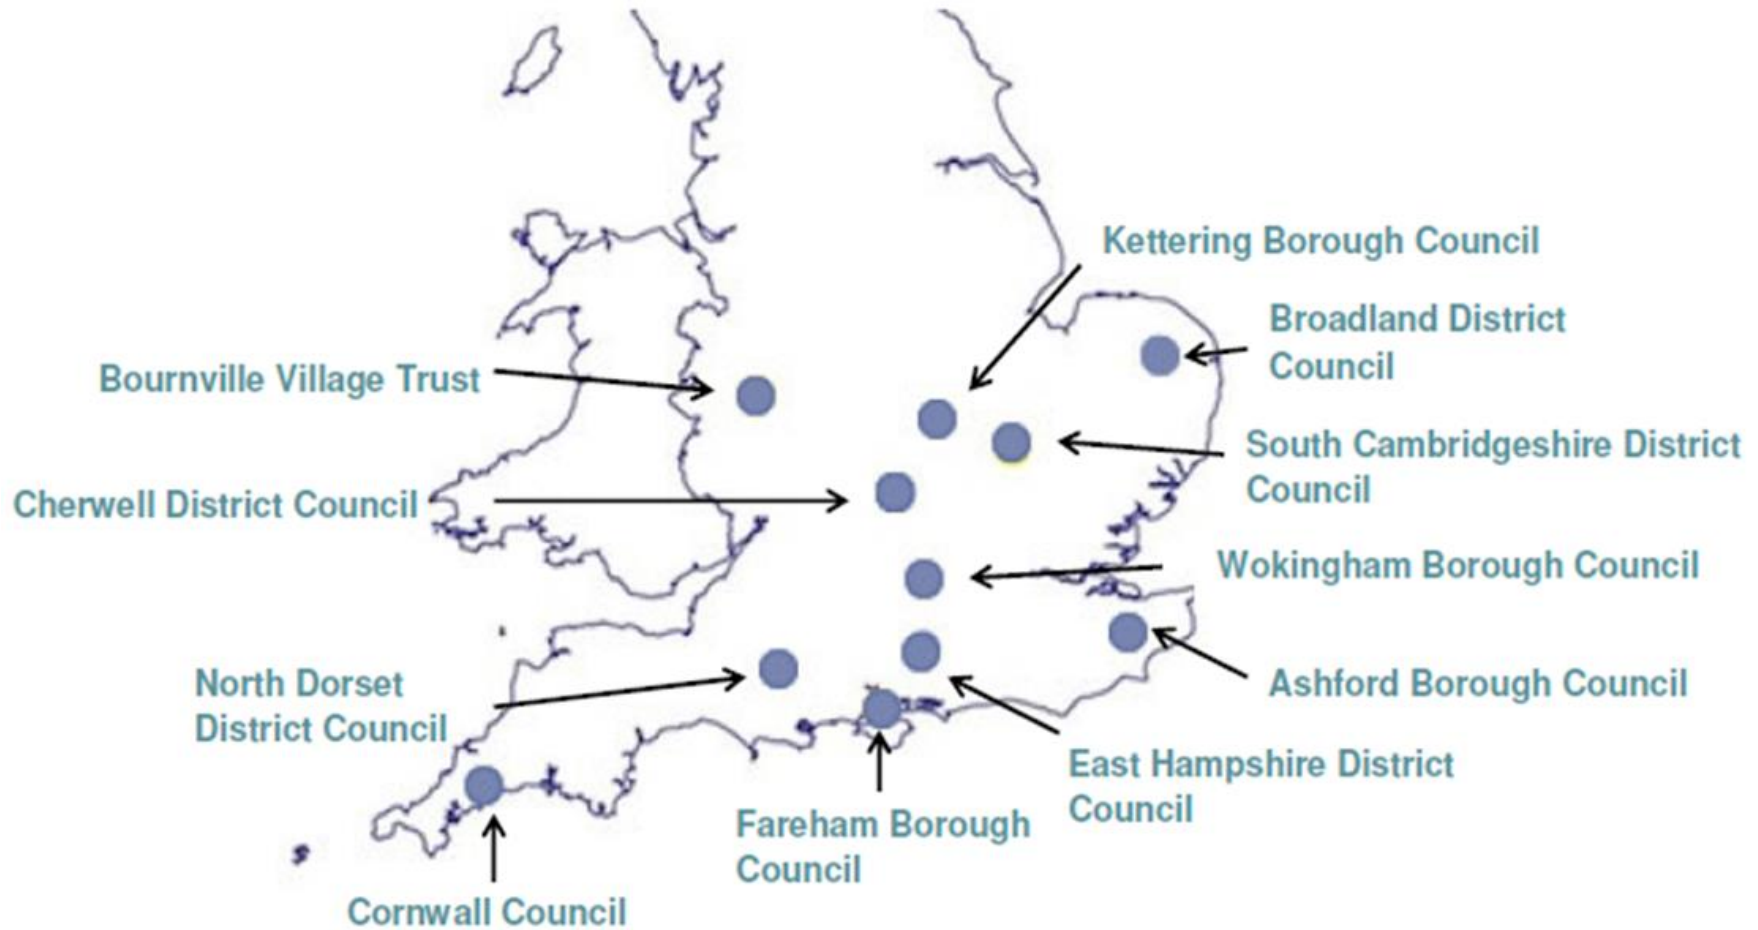 Kettering Borough Council
Broadland District
Council
Bournville Village Trust
South Cambridgeshire District
Council
Cherwell District Council
Wokingham Borough Council
North Dorset
District Council
Ashford Borough Council
East Hampshire District
Council
Fareham Borough
Council
Cornwall Council